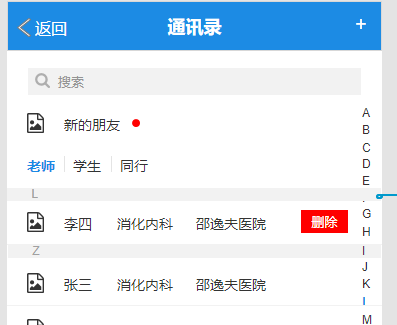 返回 通讯录 +
搜索
新的朋友
老师 学生 同行
L
李四 消化内科 邵逸夫医院 删除
Z
张三 消化内科 邵逸夫医院
A
B
C
D
E
.
G
H
I
J
K
I
M